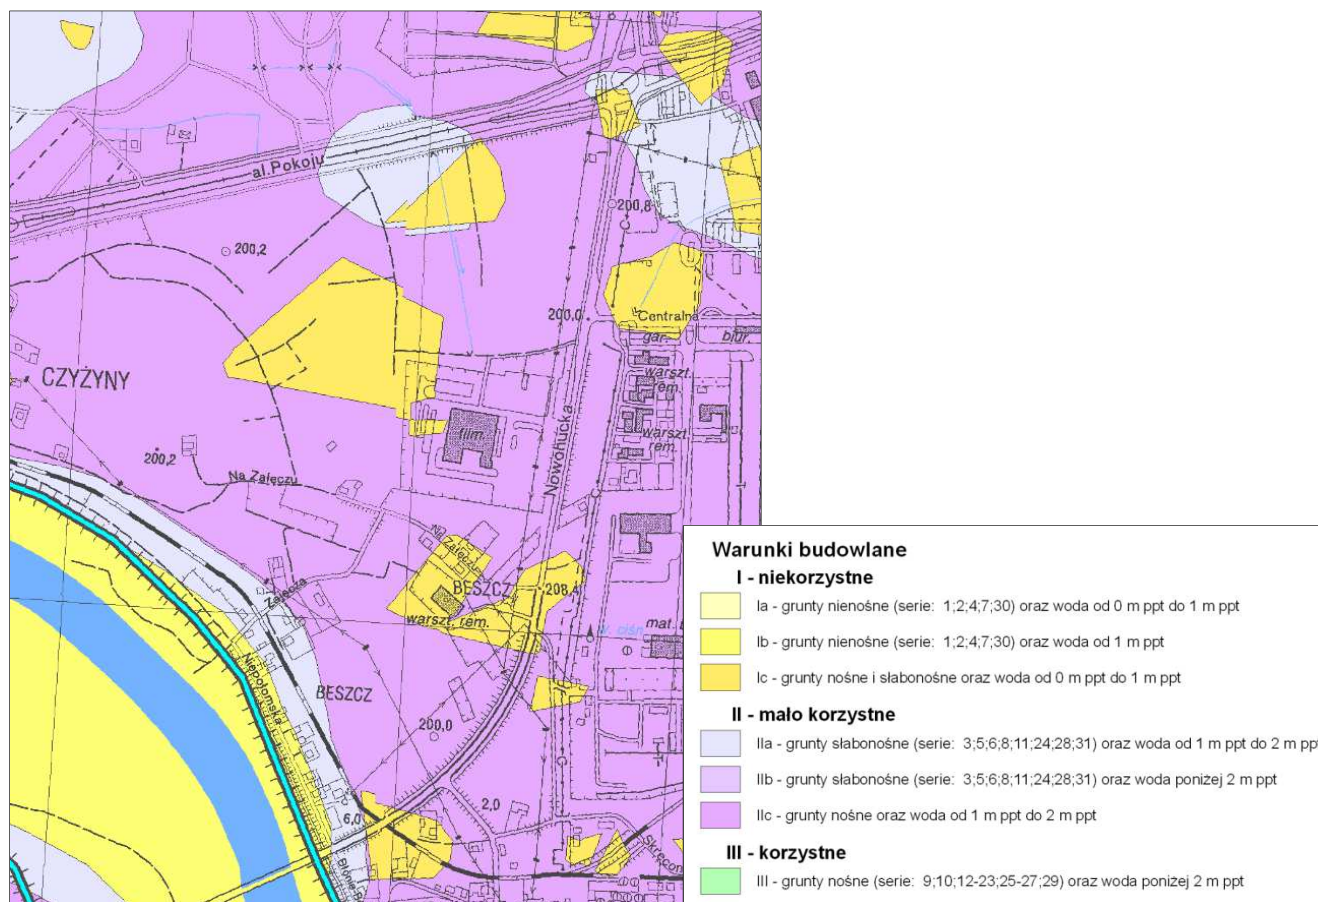 al. Pokoju
200,8
200,2
200,0
Centralna
gar.
biur
CZYŻYNY
warszt.
rem.
film.
warszt.
rem.
Nowohucka
200,2
Na Załęczu
Na Załęczu
BESZCZ
208,4
warszt. rem.
w. ciśn.
mat.
Załęcze
Niepołomska
BESZCZ
200,0
2,0
6,0
Warunki budowlane
I - niekorzystne
Ia - grunty nienośne (serie: 1;2;4;7;30) oraz woda od 0 m ppt do 1 m ppt
Ib - grunty nienośne (serie: 1;2;4;7;30) oraz woda od 1 m ppt
Ic - grunty nośne i słabonośne oraz woda od 0 m ppt do 1 m ppt
II - mało korzystne
IIa - grunty słabonośne (serie: 3;5;6;8;11;24;28;31) oraz woda od 1 m ppt do 2 m ppt
IIb - grunty słabonośne (serie: 3;5;6;8;11;24;28;31) oraz woda poniżej 2 m ppt
IIc - grunty nośne oraz woda od 1 m ppt do 2 m ppt
III - korzystne
III - grunty nośne (serie: 9;10;12-23;25-27;29) oraz woda poniżej 2 m ppt